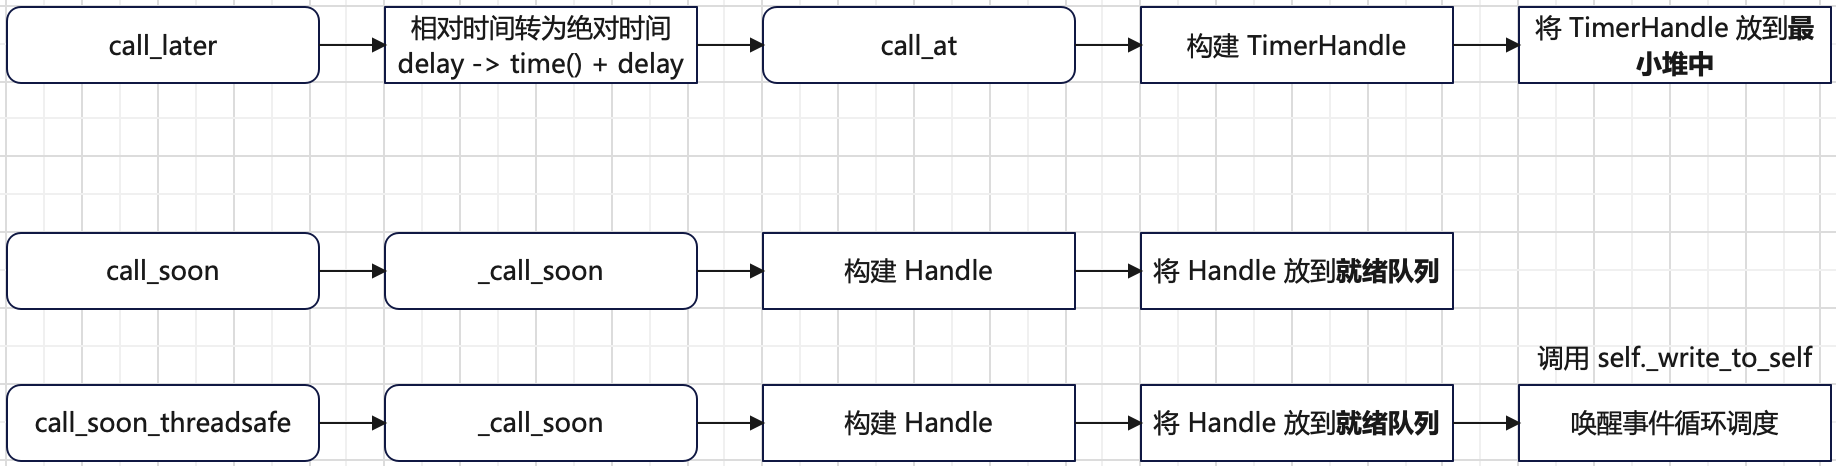 call_later
相对时间转为绝对时间
delay -> time() + delay
call_at
构建 TimerHandle
将 TimerHandle 放到最
小堆中
call_soon
_call_soon
构建 Handle
将 Handle 放到就绪队列
调用 self._write_to_self
call_soon_threadsafe
_call_soon
构建 Handle
将 Handle 放到就绪队列
唤醒事件循环调度